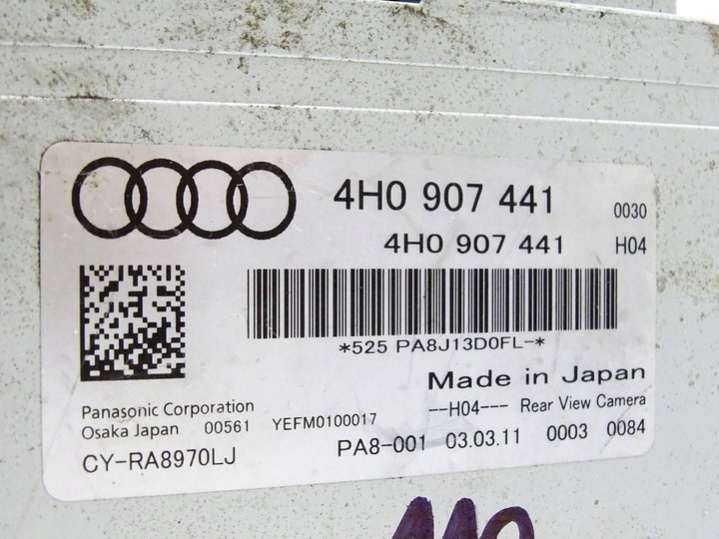 4H0 907 441 0030
4H0 907 441 H04
*525 PA8J13D0FL-*
Made in Japan
Panasonic Corporation
Osaka Japan 00561 YEFM0100017 --H04--- Rear View Camera
CY-RA8970LJ PA8-001 03.03.11 0003 0084